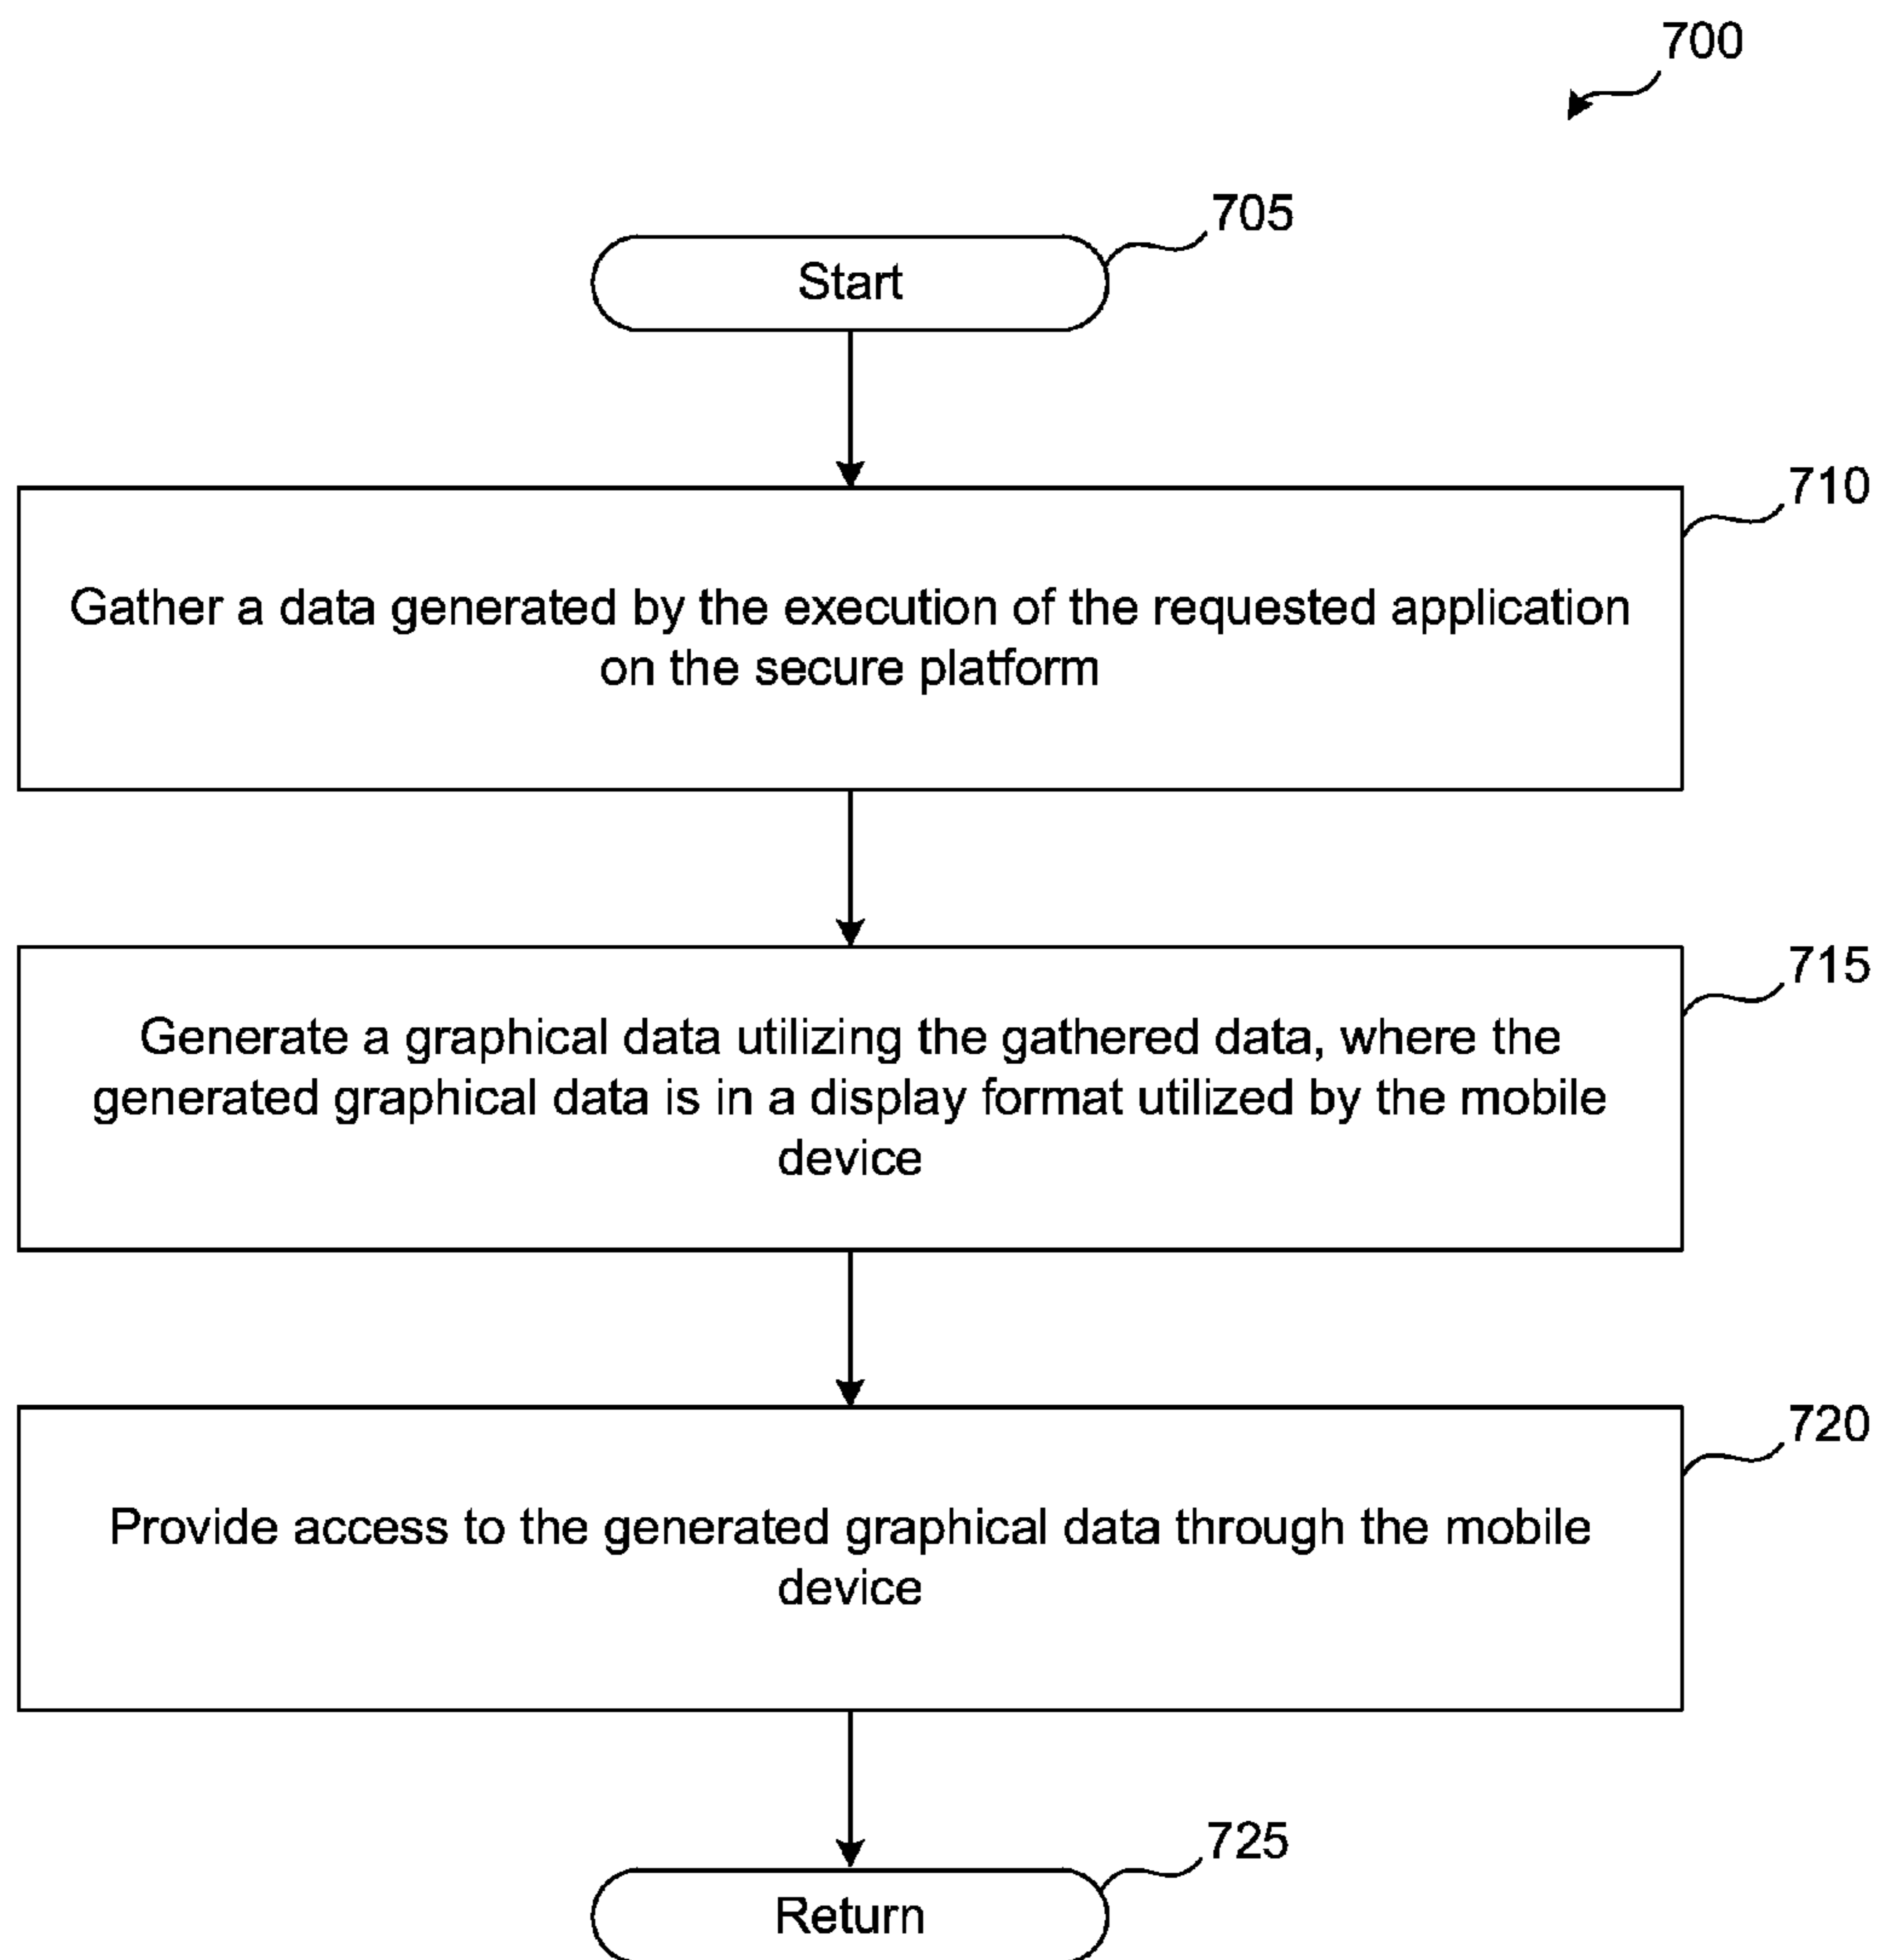 700
705
Start
710
Gather a data generated by the execution of the requested application
on the secure platform
715
Generate a graphical data utilizing the gathered data, where the
generated graphical data is in a display format utilized by the mobile
device
720
Provide access to the generated graphical data through the mobile
device
725
Return